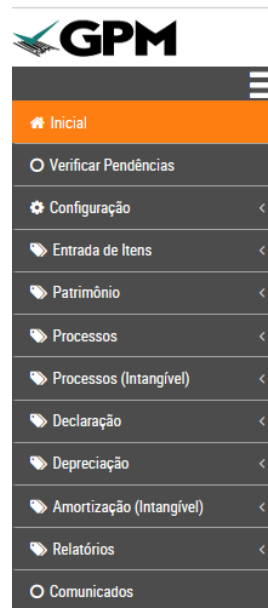 GPM
Inicial
Verificar Pendências
Configuração
Entrada de Itens
Patrimônio
Processos
Processos (Intangível)
Declaração
Depreciação
Amortização (Intangível)
Relatórios
Comunicados